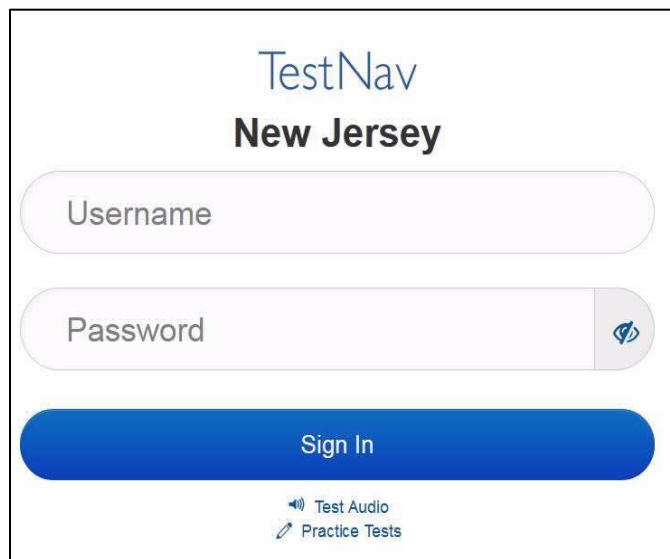 TestNav
New Jersey
Username
Password
Sign In
Test Audio
Practice Tests